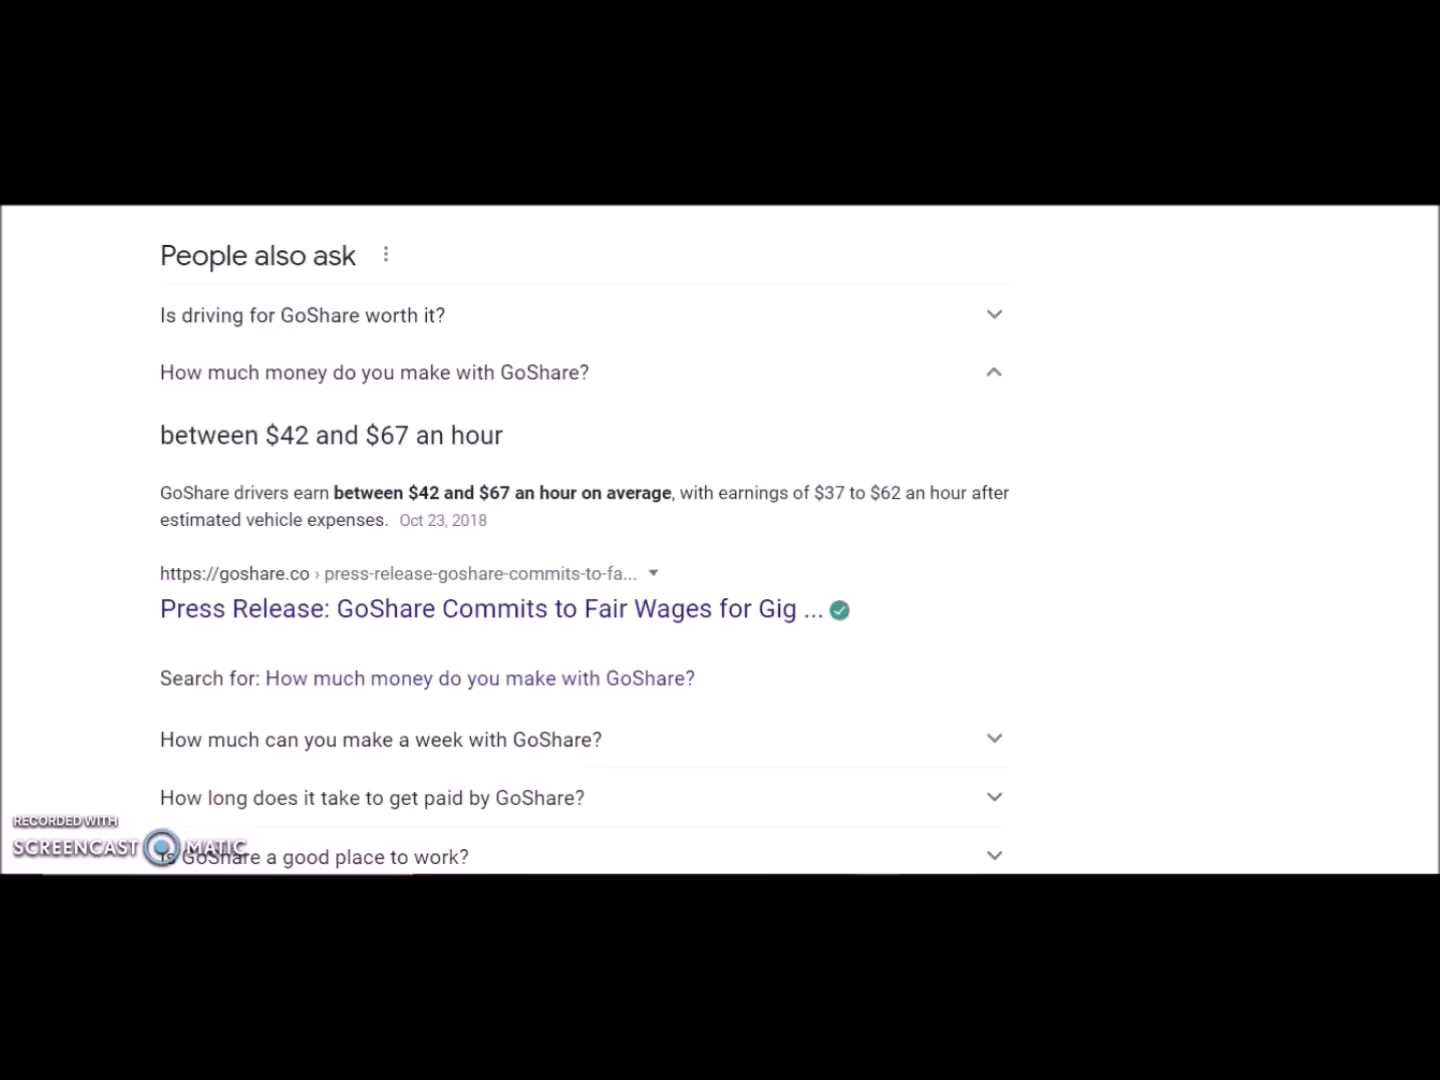 People also ask
Is driving for GoShare worth it?
How much money do you make with GoShare?
between $42 and $67 an hour
GoShare drivers earn between $42 and $67 an hour on average, with earnings of $37 to $62 an hour after
estimated vehicle expenses. Oct 23, 2018
https://goshare.co › press-release-goshare-commits-to-fa...
Press Release: GoShare Commits to Fair Wages for Gig ...
Search for: How much money do you make with GoShare?
How much can you make a week with GoShare?
How long does it take to get paid by GoShare?
RECORDED WITH
SCREENCAST MATIC
Is GoShare a good place to work?